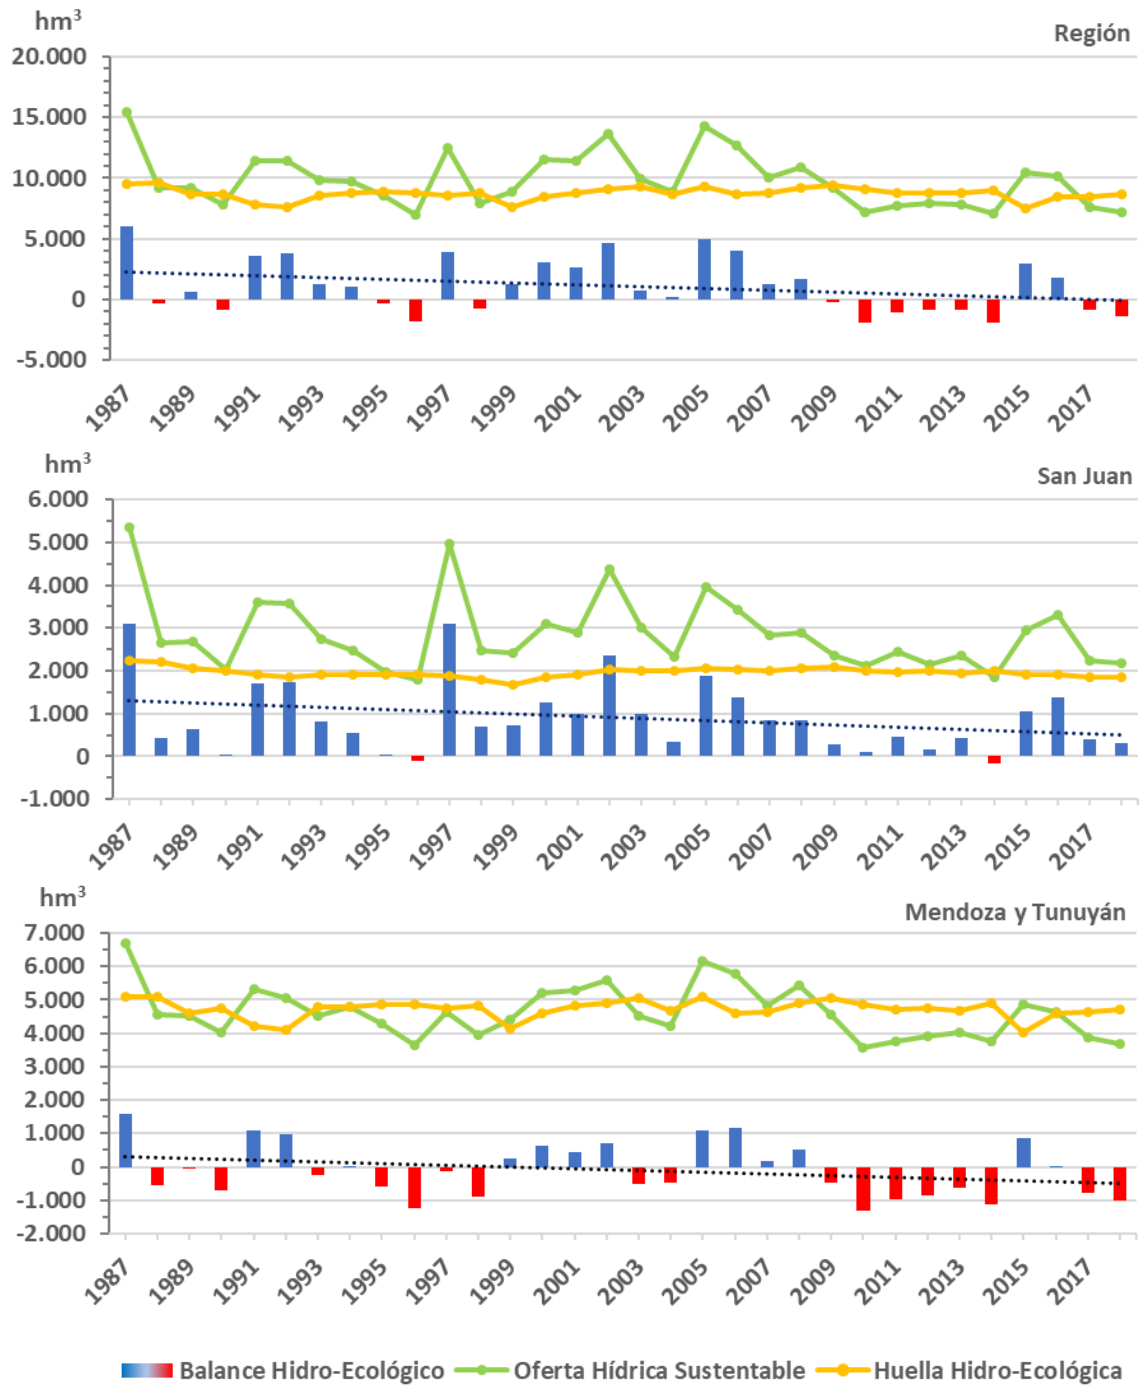 hm³
Región
20.000
15.000
10.000
5.000
0
-5.000
1987 1989 1991 1993 1995 1997 1999 2001 2003 2005 2007 2009 2011 2013 2015 2017
hm³
San Juan
6.000
5.000
4.000
3.000
2.000
1.000
0
-1.000
1987 1989 1991 1993 1995 1997 1999 2001 2003 2005 2007 2009 2011 2013 2015 2017
hm³
Mendoza y Tunuyán
7.000
6.000
5.000
4.000
3.000
2.000
1.000
0
-1.000
-2.000
1987 1989 1991 1993 1995 1997 1999 2001 2003 2005 2007 2009 2011 2013 2015 2017
Balance Hidro-Ecológico Oferta Hídrica Sustentable Huella Hidro-Ecológica